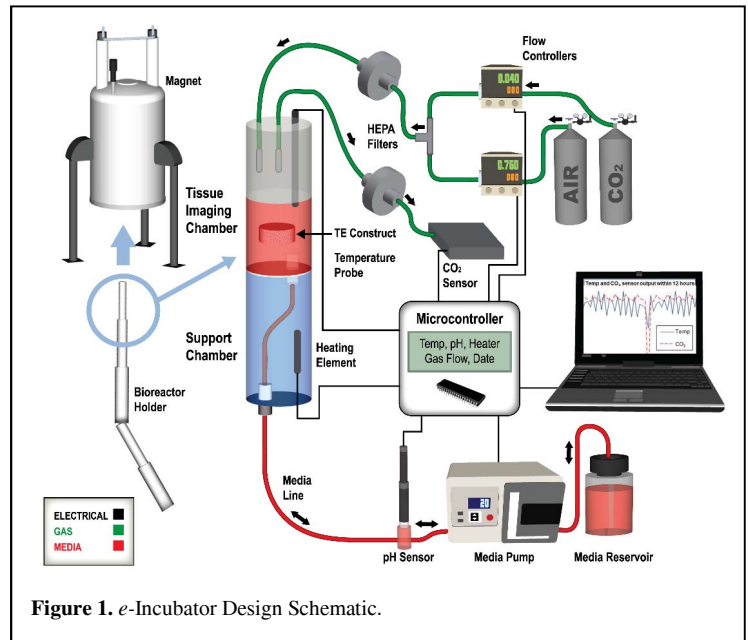 Magnet
Flow
Controllers
0.040
080
HEPA
Filters
0.760
080
AIR
CO₂
Tissue
Imaging
Chamber
TE Construct
Temperature
Probe
CO₂
Sensor
Temp and CO₂ sensor output within 12 hours
Temp
CO₂
Microcontroller
Temp, pH, Heater
Gas Flow, Date
Support
Chamber
Heating
Element
Bioreactor
Holder
Media
Line
20
ELECTRICAL
GAS
MEDIA
pH Sensor
Media Pump
Media Reservoir
Figure 1. e-Incubator Design Schematic.